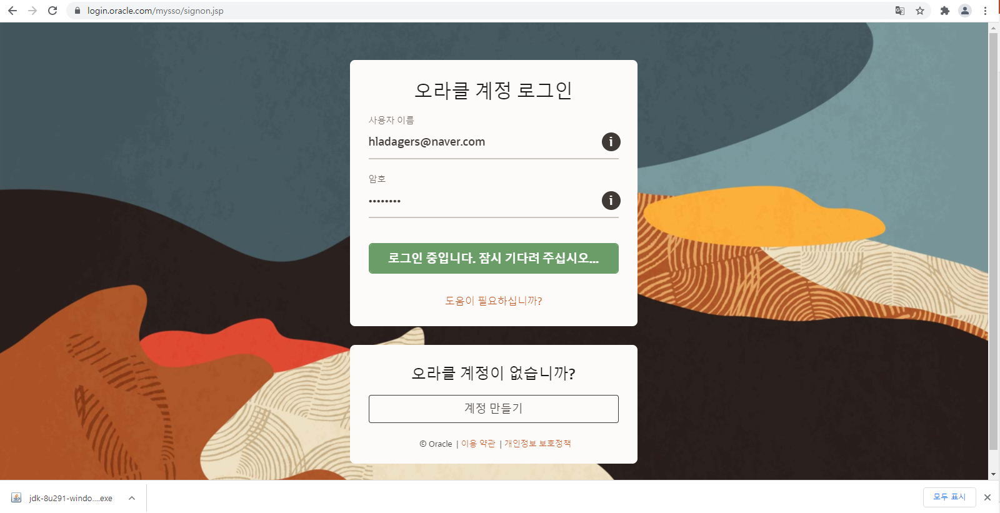 login.oracle.com/mysso/signon.jsp
오라클 계정 로그인
사용자 이름
hladagers@naver.com
암호
••••••••
로그인 중입니다. 잠시 기다려 주십시오...
도움이 필요하십니까?
오라클 계정이 없습니까?
계정 만들기
© Oracle | 이용 약관 | 개인정보 보호정책
jdk-8u291-windo....exe
모두 표시